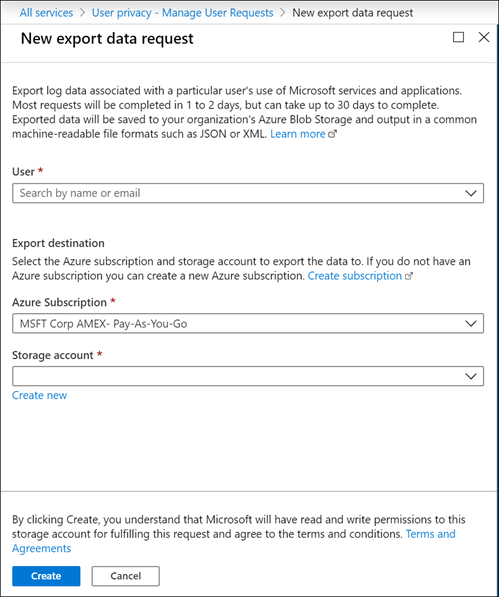 All services > User privacy - Manage User Requests > New export data request
New export data request
Export log data associated with a particular user's use of Microsoft services and applications.
Most requests will be completed in 1 to 2 days, but can take up to 30 days to complete.
Exported data will be saved to your organization's Azure Blob Storage and output in a common
machine-readable file formats such as JSON or XML. Learn more
User *
Search by name or email
Export destination
Select the Azure subscription and storage account to export the data to. If you do not have an
Azure subscription you can create a new Azure subscription. Create subscription
Azure Subscription *
MSFT Corp AMEX- Pay-As-You-Go
Storage account *
Create new
By clicking Create, you understand that Microsoft will have read and write permissions to this
storage account for fulfilling this request and agree to the terms and conditions. Terms and
Agreements
Create Cancel